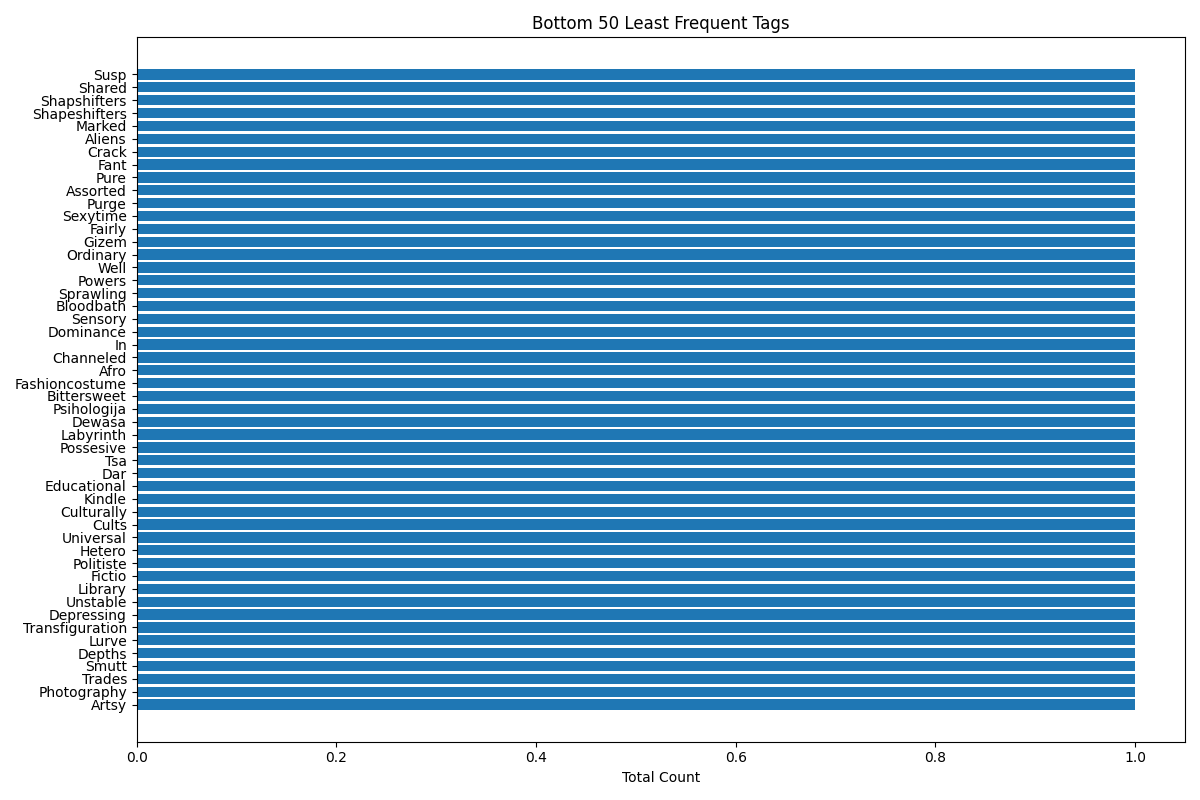 Bottom 50 Least Frequent Tags
Susp
Shared
Shapshifters
Shapeshifters
Marked
Aliens
Crack
Fant
Pure
Assorted
Purge
Sexytime
Fairly
Gizem
Ordinary
Well
Powers
Sprawling
Bloodbath
Sensory
Dominance
In
Channeled
Afro
Fashioncostume
Bittersweet
Psihologija
Dewasa
Labyrinth
Possesive
Tsa
Dar
Educational
Kindle
Culturally
Cults
Universal
Hetero
Politiste
Fictio
Library
Unstable
Depressing
Transfiguration
Lurve
Depths
Smutt
Trades
Photography
Artsy
0.0 0.2 0.4 0.6 0.8 1.0
Total Count